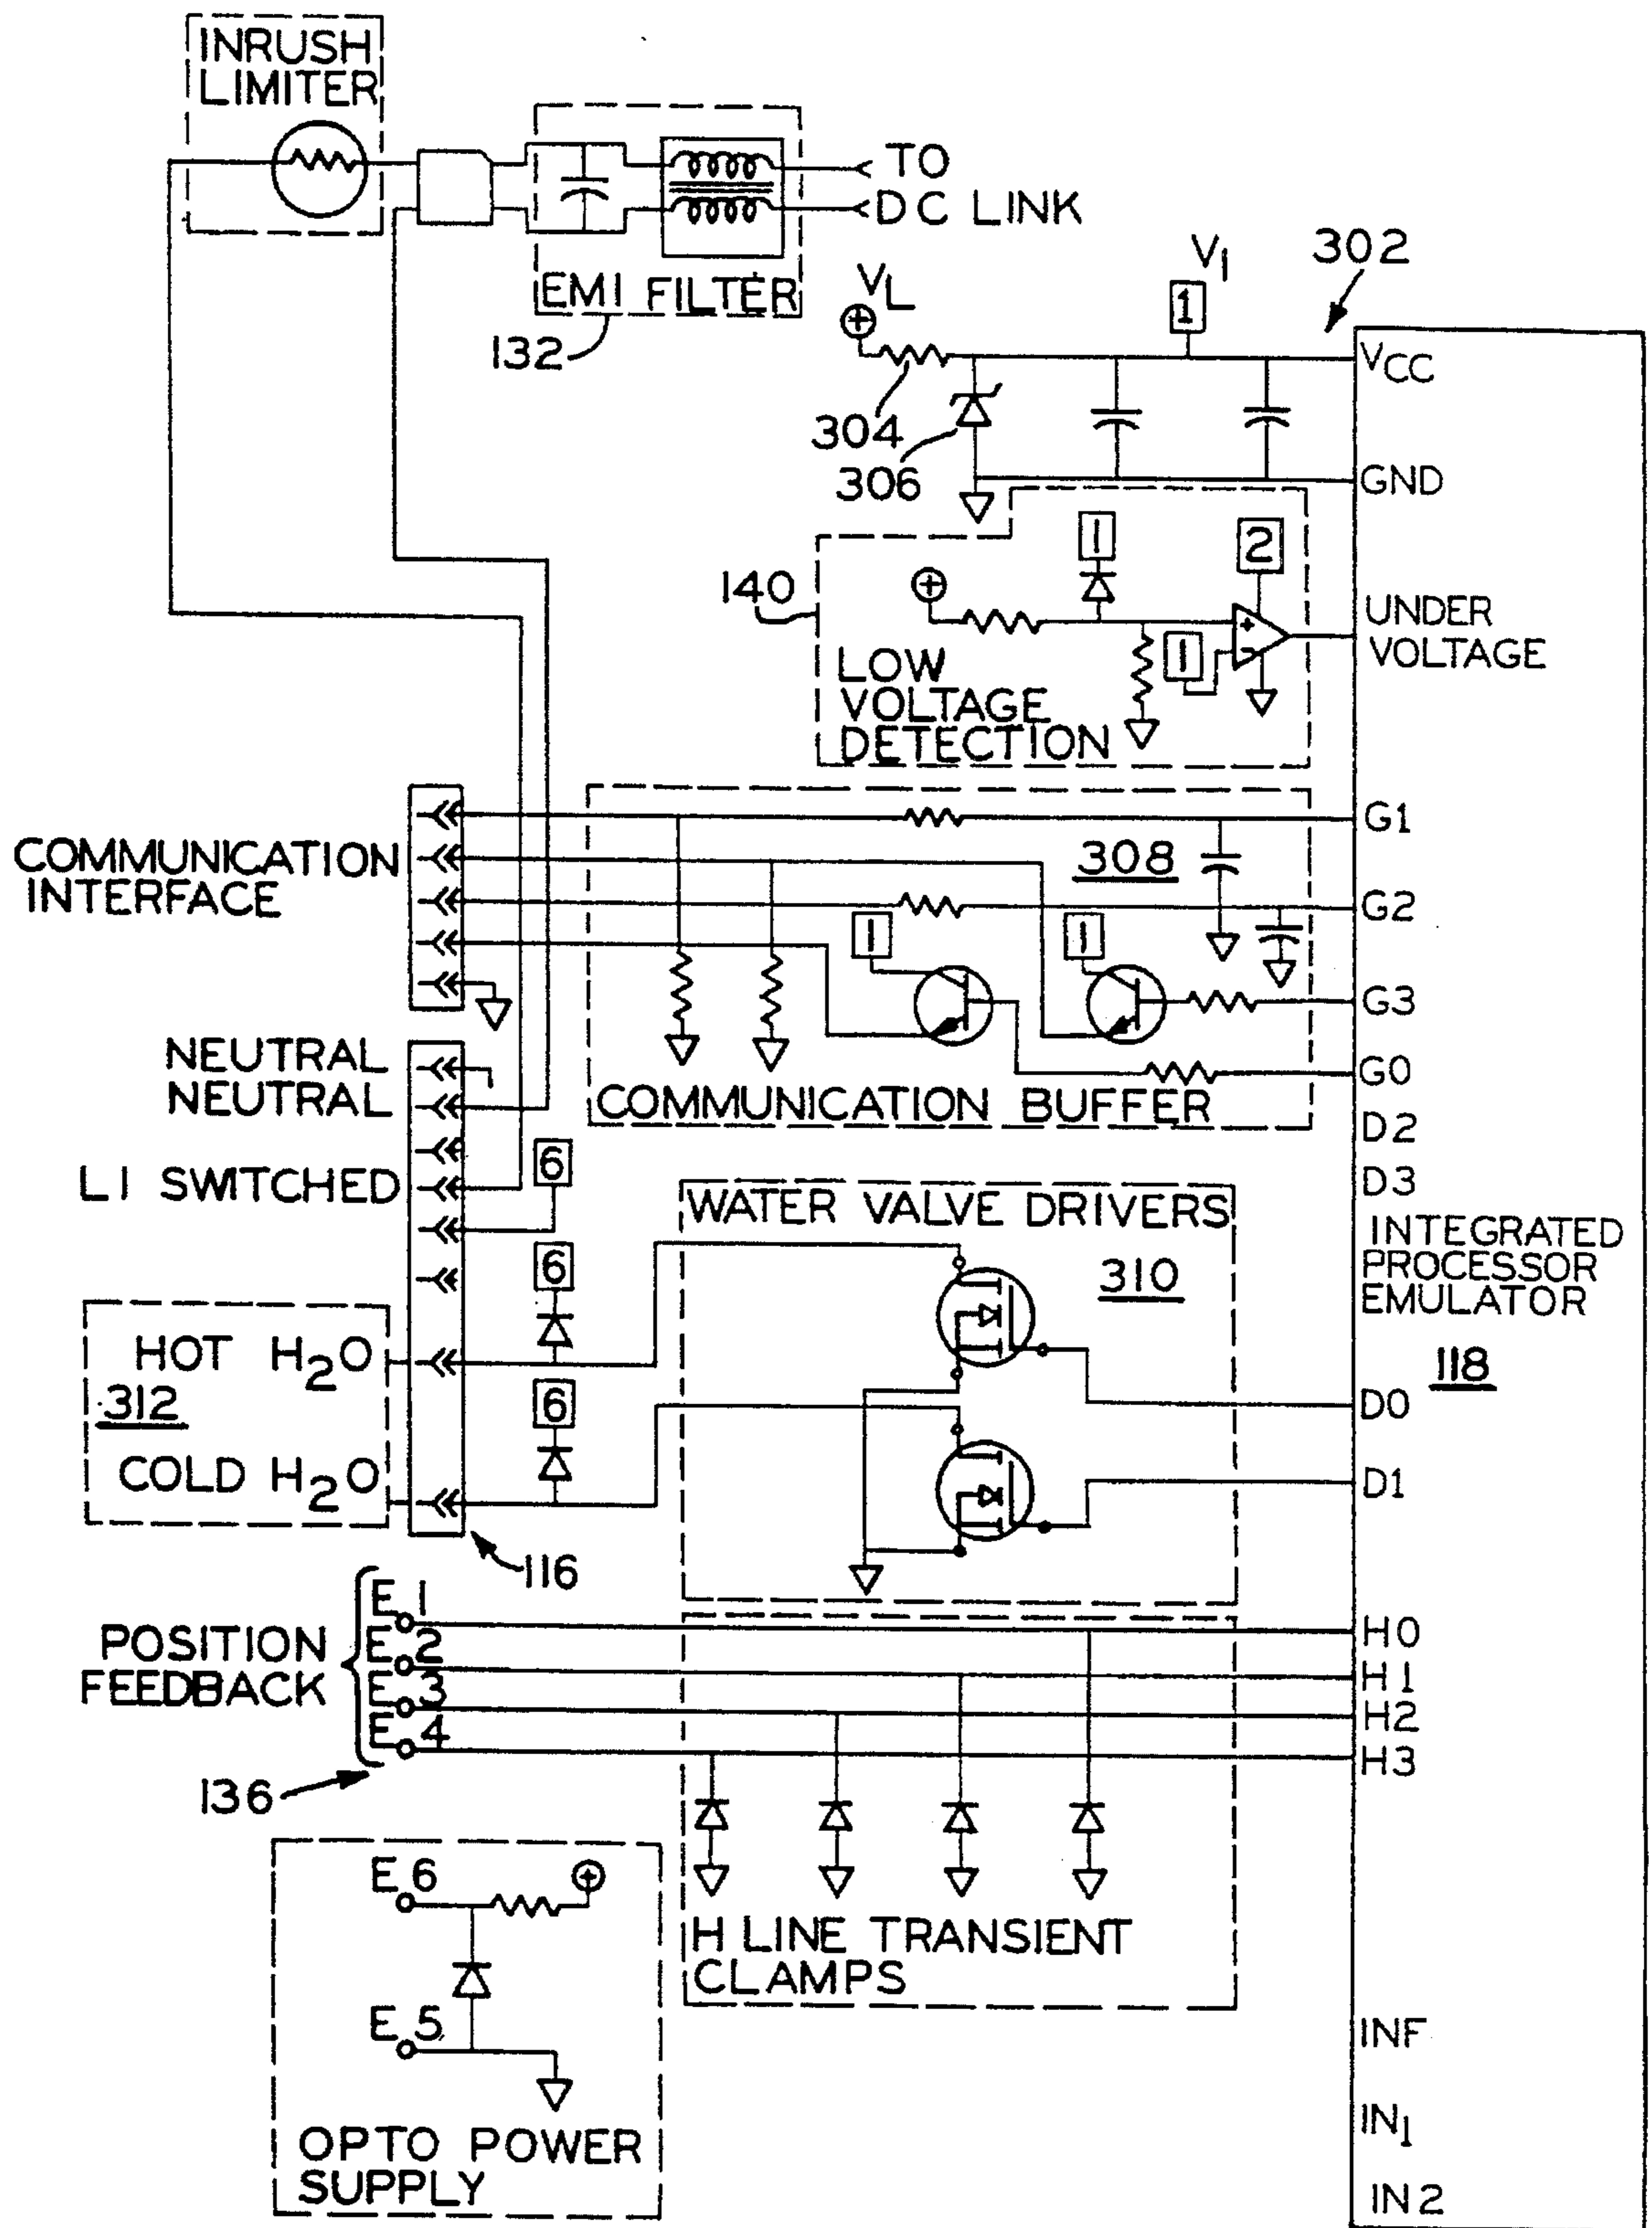 INRUSH
LIMITER
TO
DC LINK
EMI FILTER
132
VL
V1
1
302
VCC
304
306
GND
140
1
2
1
UNDER
VOLTAGE
LOW
VOLTAGE
DETECTION
COMMUNICATION
INTERFACE
308
G1
G2
1
1
G3
G0
COMMUNICATION BUFFER
NEUTRAL
NEUTRAL
D2
D3
L1 SWITCHED
6
WATER VALVE DRIVERS
310
INTEGRATED
PROCESSOR
EMULATOR
118
6
HOT H2O
312
6
COLD H2O
D0
D1
116
POSITION
FEEDBACK
E1
E2
E3
E4
H0
H1
H2
H3
136
E6
E5
OPTO POWER
SUPPLY
H LINE TRANSIENT
CLAMPS
INF
IN1
IN2